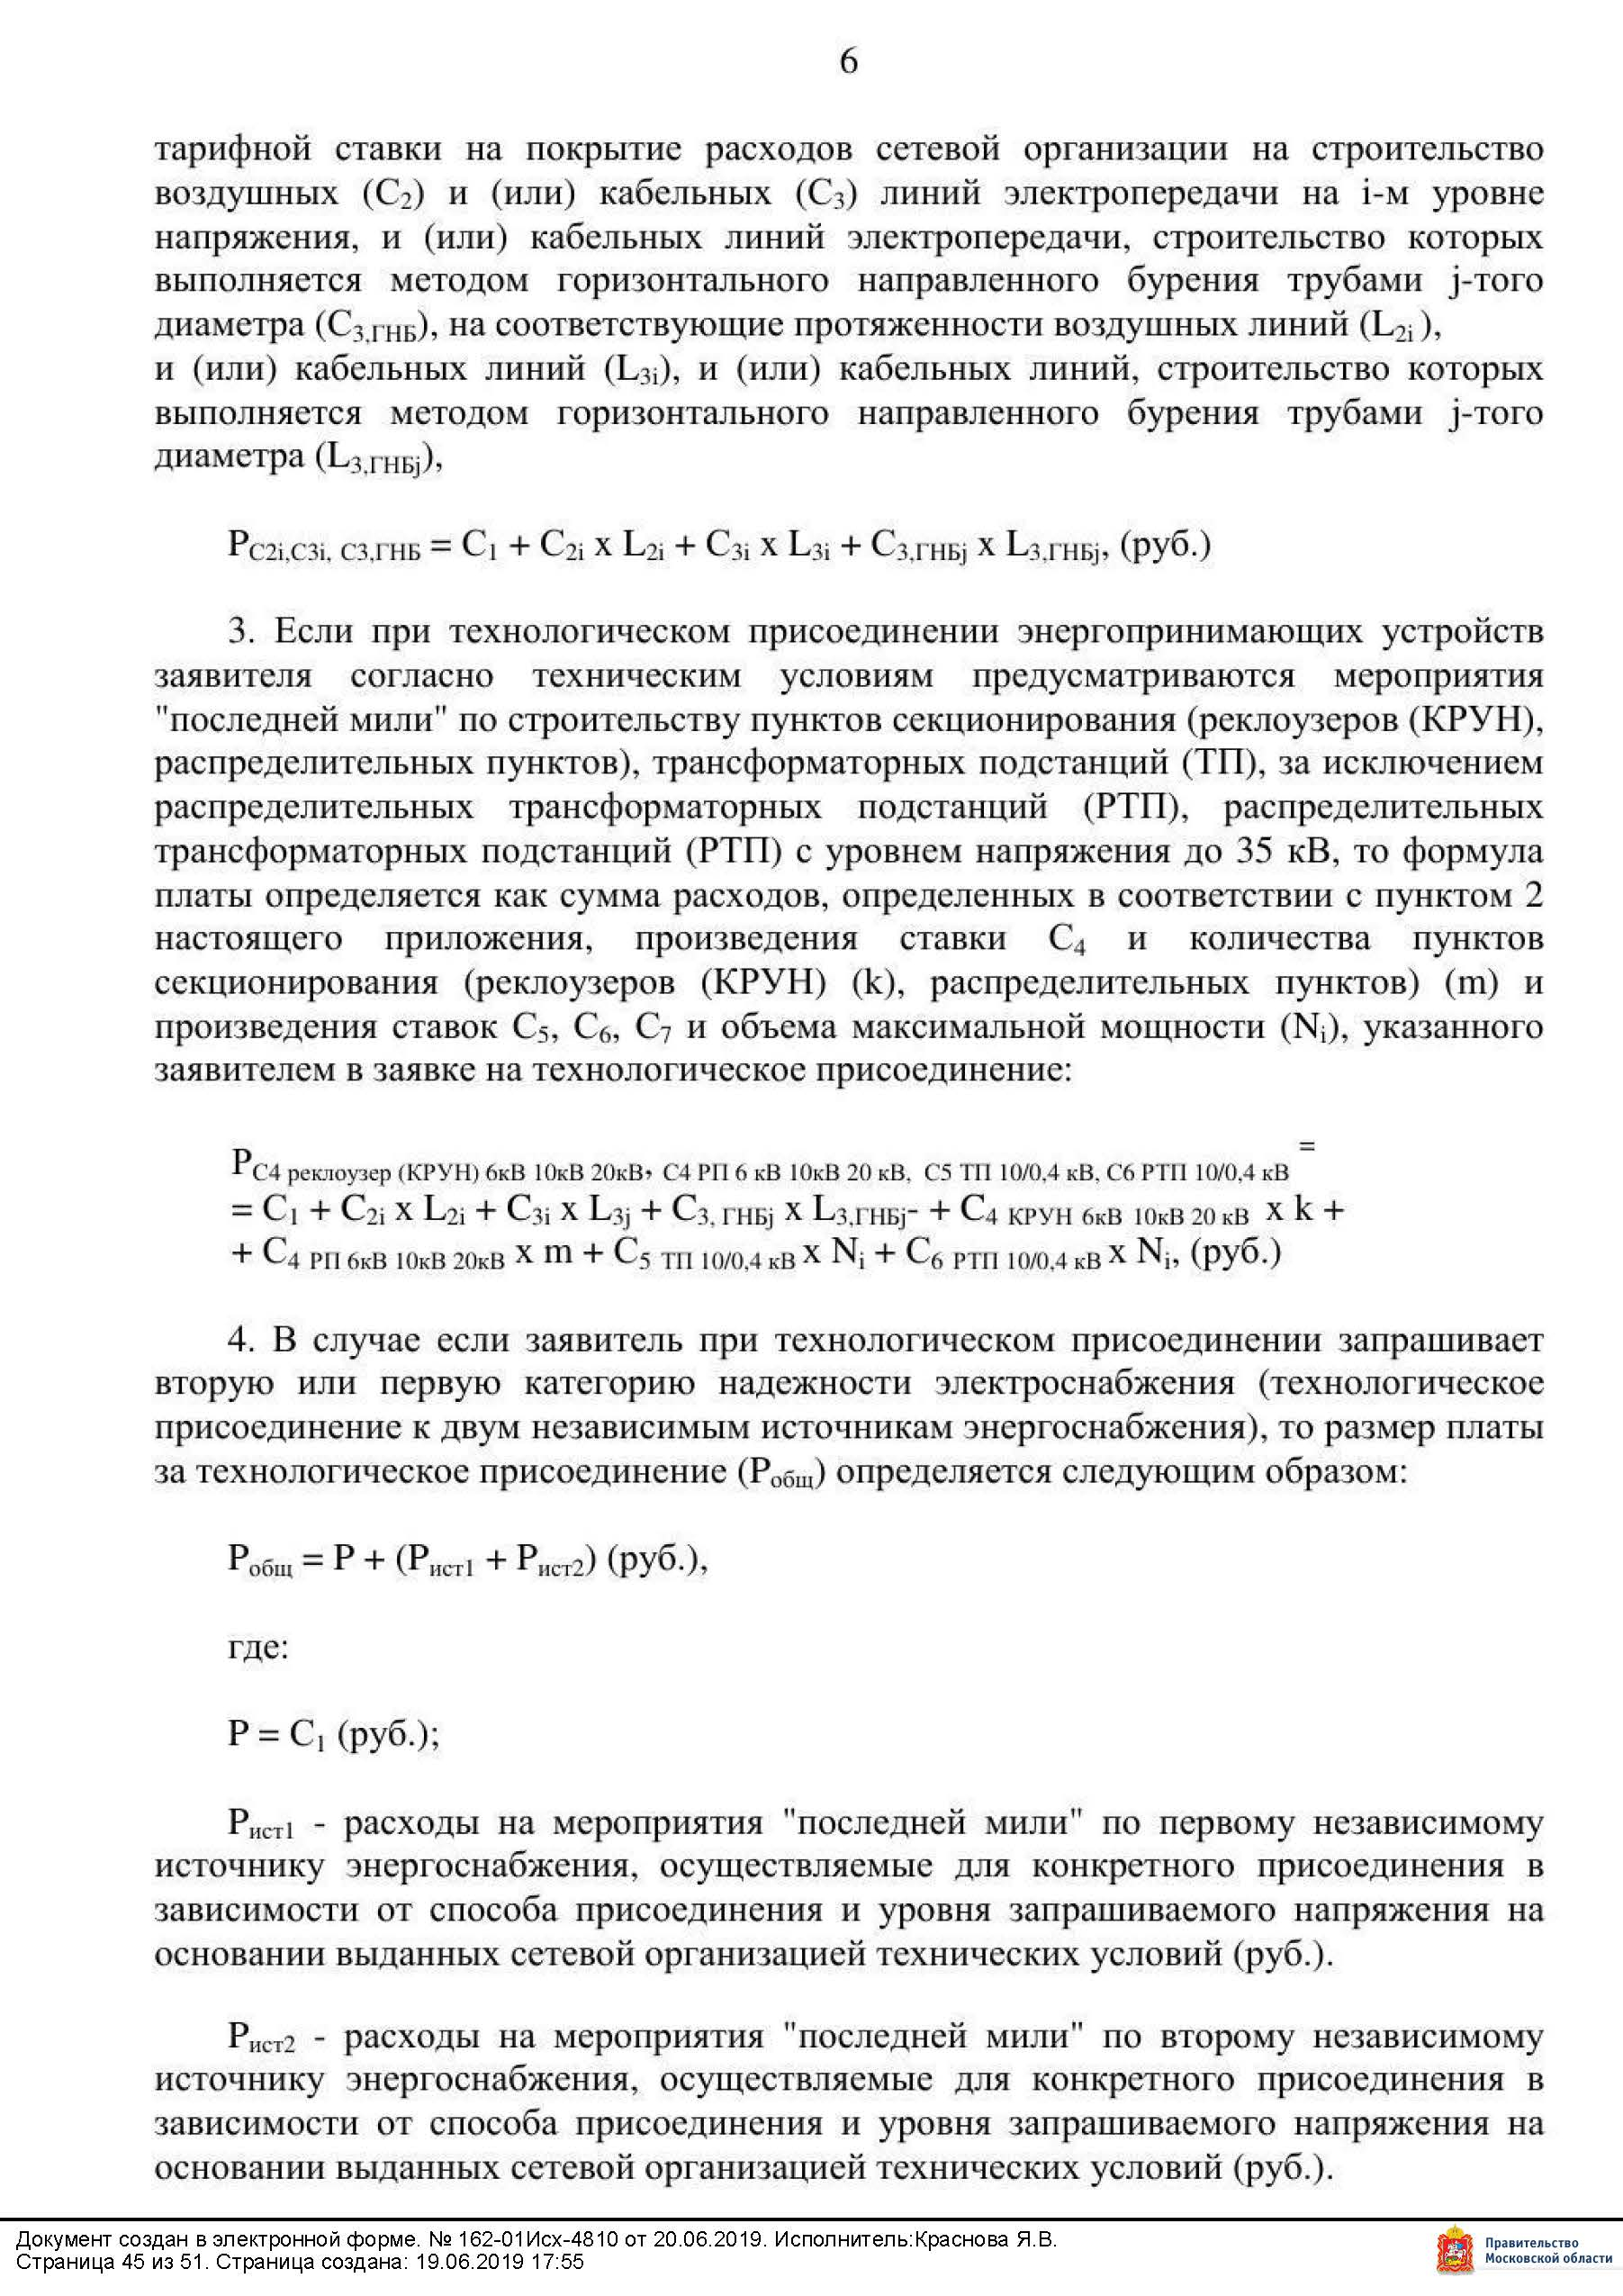 6
тарифной ставки на покрытие расходов сетевой организации на строительство
воздушных (C₂) и (или) кабельных (C₃) линий электропередачи на i-м уровне
напряжения, и (или) кабельных линий электропередачи, строительство которых
выполняется методом горизонтального направленного бурения трубами j-того
диаметра (C₃,ГНБ), на соответствующие протяженности воздушных линий (L₂ᵢ ),
и (или) кабельных линий (L₃ᵢ), и (или) кабельных линий, строительство которых
выполняется методом горизонтального направленного бурения трубами j-того
диаметра (L₃,ГНБj),
P C2i,C3i, C3,ГНБ = C₁ + C₂ᵢ x L₂ᵢ + C₃ᵢ x L₃ᵢ + C₃,ГНБj x L₃,ГНБj, (руб.)
3. Если при технологическом присоединении энергопринимающих устройств
заявителя согласно техническим условиям предусматриваются мероприятия
"последней мили" по строительству пунктов секционирования (реклоузеров (КРУН),
распределительных пунктов), трансформаторных подстанций (ТП), за исключением
распределительных трансформаторных подстанций (РТП), распределительных
трансформаторных подстанций (РТП) с уровнем напряжения до 35 кВ, то формула
платы определяется как сумма расходов, определенных в соответствии с пунктом 2
настоящего приложения, произведения ставки C₄ и количества пунктов
секционирования (реклоузеров (КРУН) (k), распределительных пунктов) (m) и
произведения ставок C₅, C₆, C₇ и объема максимальной мощности (Nᵢ), указанного
заявителем в заявке на технологическое присоединение:
P C4 реклоузер (КРУН) 6кВ 10кВ 20кВ, C4 РП 6 кВ 10кВ 20 кВ, C5 ТП 10/0,4 кВ, C6 РТП 10/0,4 кВ =
= C₁ + C₂ᵢ x L₂ᵢ + C₃ᵢ x L₃j + C₃, ГНБj x L₃,ГНБj- + C₄ КРУН 6кВ 10кВ 20 кВ x k +
+ C₄ РП 6кВ 10кВ 20кВ x m + C₅ ТП 10/0,4 кВ x Nᵢ + C₆ РТП 10/0,4 кВ x Nᵢ, (руб.)
4. В случае если заявитель при технологическом присоединении запрашивает
вторую или первую категорию надежности электроснабжения (технологическое
присоединение к двум независимым источникам энергоснабжения), то размер платы
за технологическое присоединение (Pобщ) определяется следующим образом:
Pобщ = P + (Pист1 + Pист2) (руб.),
где:
P = C₁ (руб.);
Pист1 - расходы на мероприятия "последней мили" по первому независимому
источнику энергоснабжения, осуществляемые для конкретного присоединения в
зависимости от способа присоединения и уровня запрашиваемого напряжения на
основании выданных сетевой организацией технических условий (руб.).
Pист2 - расходы на мероприятия "последней мили" по второму независимому
источнику энергоснабжения, осуществляемые для конкретного присоединения в
зависимости от способа присоединения и уровня запрашиваемого напряжения на
основании выданных сетевой организацией технических условий (руб.).
Документ создан в электронной форме. № 162-01Исх-4810 от 20.06.2019. Исполнитель:Краснова Я.В.
Страница 45 из 51. Страница создана: 19.06.2019 17:55
Правительство
Московской области